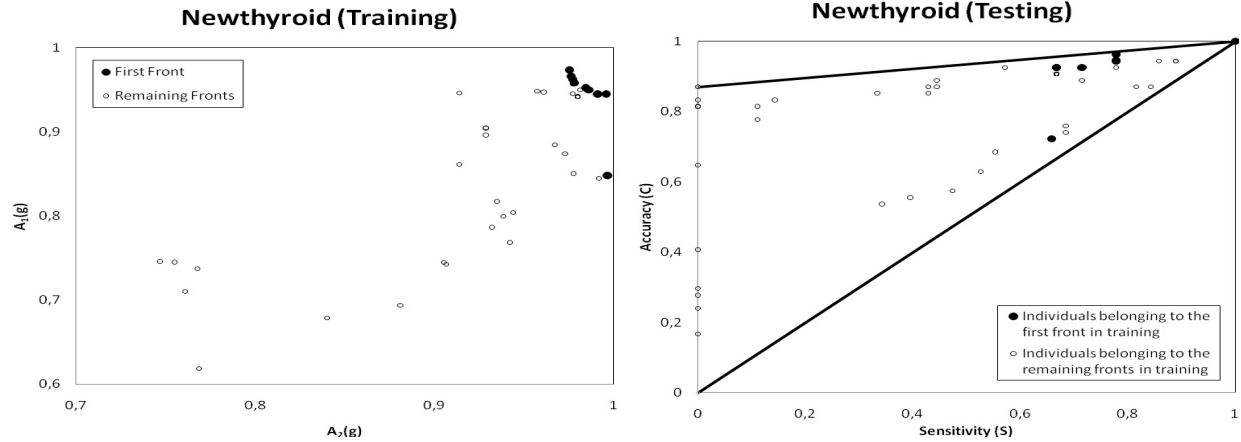 Newthyroid (Training)
1
0,9
0,8
0,7
0,6
A₁(g)
First Front
Remaining Fronts
0,7
0,8
0,9
1
A₂(g)
Newthyroid (Testing)
1
0,8
0,6
0,4
0,2
0
Accuracy (C)
Individuals belonging to the
first front in training
Individuals belonging to the
remaining fronts in training
0
0,2
0,4
0,6
0,8
1
Sensitivity (S)